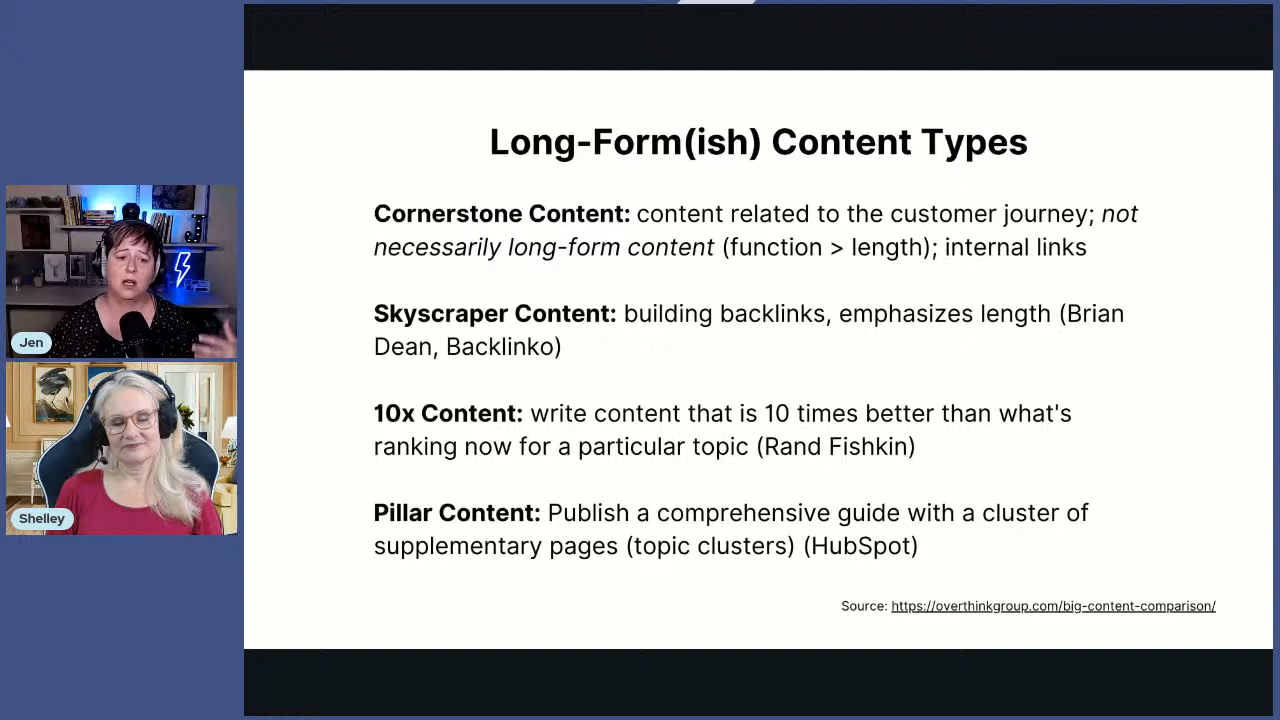 Long-Form(ish) Content Types
Cornerstone Content: content related to the customer journey; not
necessarily long-form content (function > length); internal links
Skyscraper Content: building backlinks, emphasizes length (Brian
Dean, Backlinko)
10x Content: write content that is 10 times better than what's
ranking now for a particular topic (Rand Fishkin)
Pillar Content: Publish a comprehensive guide with a cluster of
supplementary pages (topic clusters) (HubSpot)
Source: https://overthinkgroup.com/big-content-comparison/
J
Jen
Shelley